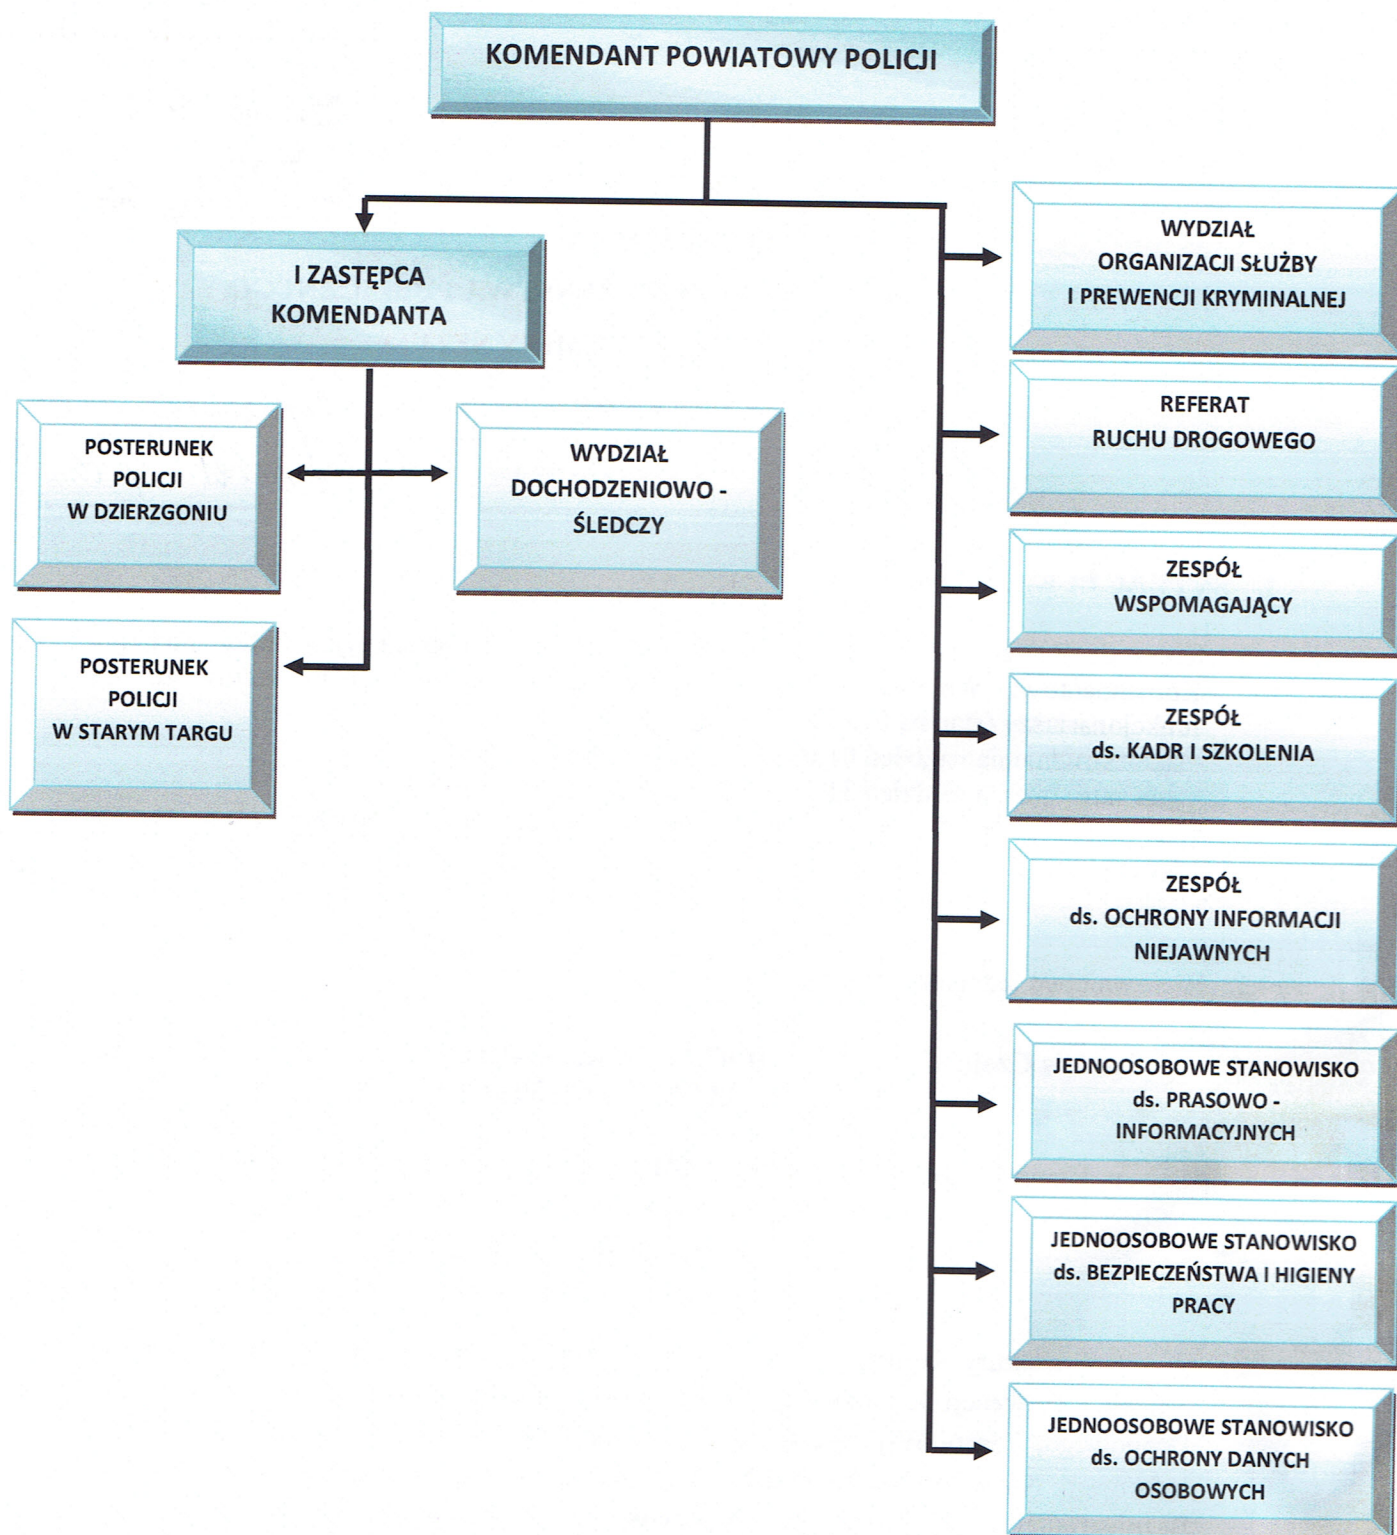 KOMENDANT POWIATOWY POLICJI
I ZASTĘPCA
KOMENDANTA
POSTERUNEK
POLICJI
W DZIERZGONIU
WYDZIAŁ
DOCHODZENIOWO -
ŚLEDCZY
POSTERUNEK
POLICJI
W STARYM TARGU
WYDZIAŁ
ORGANIZACJI SŁUŻBY
I PREWENCJI KRYMINALNEJ
REFERAT
RUCHU DROGOWEGO
ZESPÓŁ
WSPOMAGAJĄCY
ZESPÓŁ
ds. KADR I SZKOLENIA
ZESPÓŁ
ds. OCHRONY INFORMACJI
NIEJAWNYCH
JEDNOOSOBOWE STANOWISKO
ds. PRASOWO -
INFORMACYJNYCH
JEDNOOSOBOWE STANOWISKO
ds. BEZPIECZEŃSTWA I HIGIENY
PRACY
JEDNOOSOBOWE STANOWISKO
ds. OCHRONY DANYCH
OSOBOWYCH